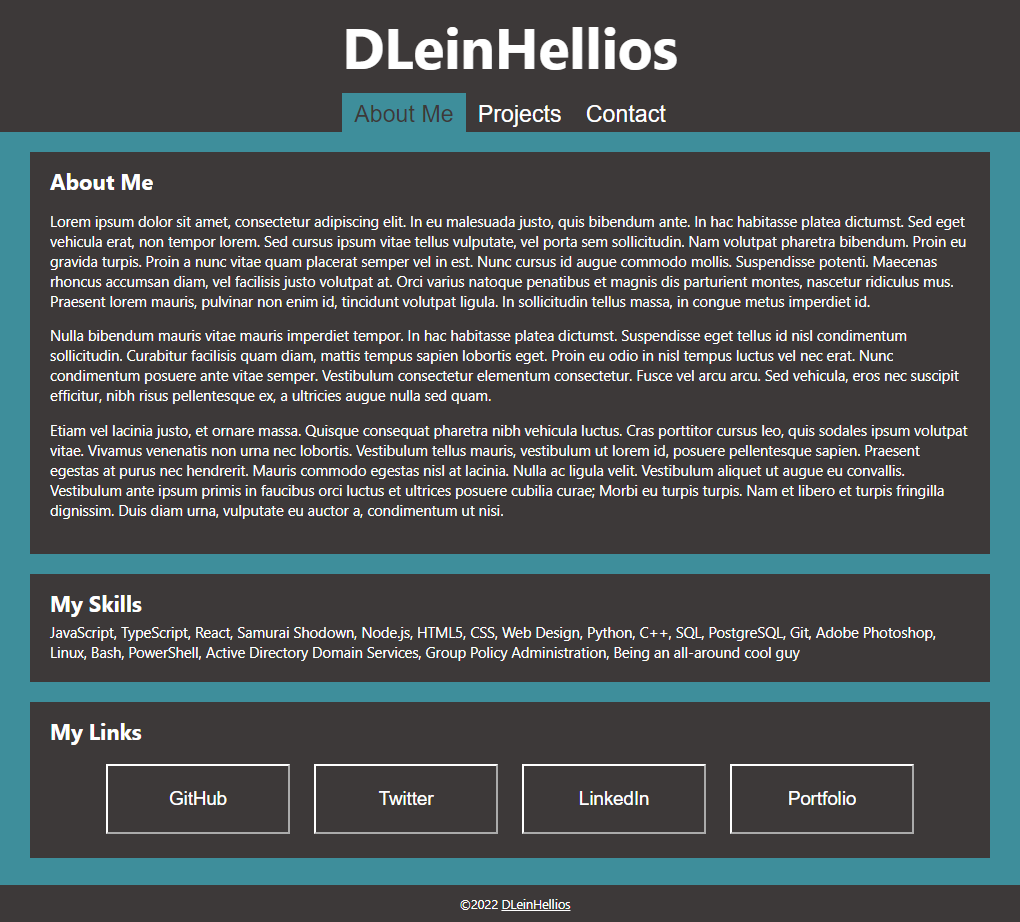 DLeinHellios
About Me Projects Contact
About Me
Lorem ipsum dolor sit amet, consectetur adipiscing elit. In eu malesuada justo, quis bibendum ante. In hac habitasse platea dictumst. Sed eget
vehicula erat, non tempor lorem. Sed cursus ipsum vitae tellus vulputate, vel porta sem sollicitudin. Nam volutpat pharetra bibendum. Proin eu
gravida turpis. Proin a nunc vitae quam placerat semper vel in est. Nunc cursus id augue commodo mollis. Suspendisse potenti. Maecenas
rhoncus accumsan diam, vel facilisis justo volutpat at. Orci varius natoque penatibus et magnis dis parturient montes, nascetur ridiculus mus.
Praesent lorem mauris, pulvinar non enim id, tincidunt volutpat ligula. In sollicitudin tellus massa, in congue metus imperdiet id.
Nulla bibendum mauris vitae mauris imperdiet tempor. In hac habitasse platea dictumst. Suspendisse eget tellus id nisl condimentum
sollicitudin. Curabitur facilisis quam diam, mattis tempus sapien lobortis eget. Proin eu odio in nisl tempus luctus vel nec erat. Nunc
condimentum posuere ante vitae semper. Vestibulum consectetur elementum consectetur. Fusce vel arcu arcu. Sed vehicula, eros nec suscipit
efficitur, nibh risus pellentesque ex, a ultricies augue nulla sed quam.
Etiam vel lacinia justo, et ornare massa. Quisque consequat pharetra nibh vehicula luctus. Cras porttitor cursus leo, quis sodales ipsum volutpat
vitae. Vivamus venenatis non urna nec lobortis. Vestibulum tellus mauris, vestibulum ut lorem id, posuere pellentesque sapien. Praesent
egestas at purus nec hendrerit. Mauris commodo egestas nisl at lacinia. Nulla ac ligula velit. Vestibulum aliquet ut augue eu convallis.
Vestibulum ante ipsum primis in faucibus orci luctus et ultrices posuere cubilia curae; Morbi eu turpis turpis. Nam et libero et turpis fringilla
dignissim. Duis diam urna, vulputate eu auctor a, condimentum ut nisi.
My Skills
JavaScript, TypeScript, React, Samurai Shodown, Node.js, HTML5, CSS, Web Design, Python, C++, SQL, PostgreSQL, Git, Adobe Photoshop,
Linux, Bash, PowerShell, Active Directory Domain Services, Group Policy Administration, Being an all-around cool guy
My Links
GitHub Twitter LinkedIn Portfolio
©2022 DLeinHellios